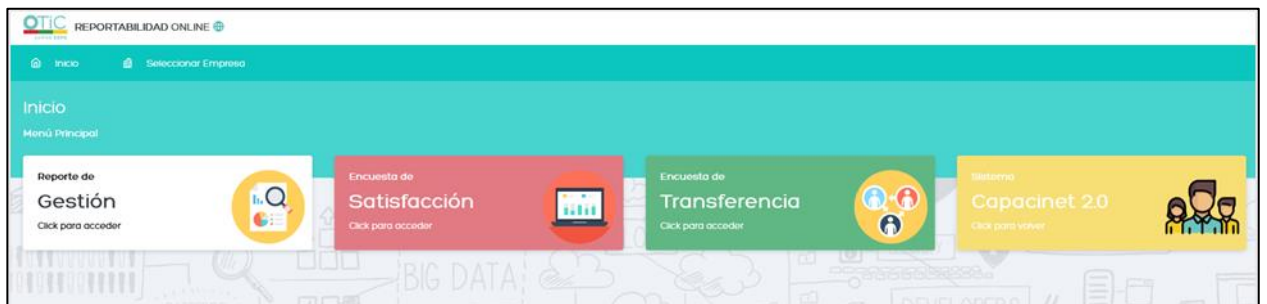 OTIC REPORTABILIDAD ONLINE
Inicio Seleccionar Empresa
Inicio
Menú Principal
Reporte de
Gestión
Click para acceder
Encuesta de
Satisfacción
Click para acceder
Encuesta de
Transferencia
Click para acceder
Sistema
Capacinet 2.0
Click para volver
BIG DATA
DEVELOPERS